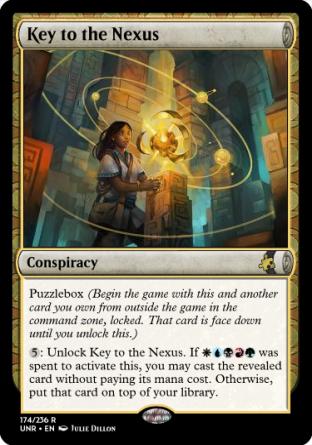 Key to the Nexus
Conspiracy
Puzzlebox (Begin the game with this and another
card you own from outside the game in the
command zone, locked. That card is face down
until you unlock this.)
5: Unlock Key to the Nexus. If was
spent to activate this, you may cast the
revealed card without paying its mana cost. Otherwise,
put that card on top of your library.
174/236 R
UNR • EN JULIE DILLON